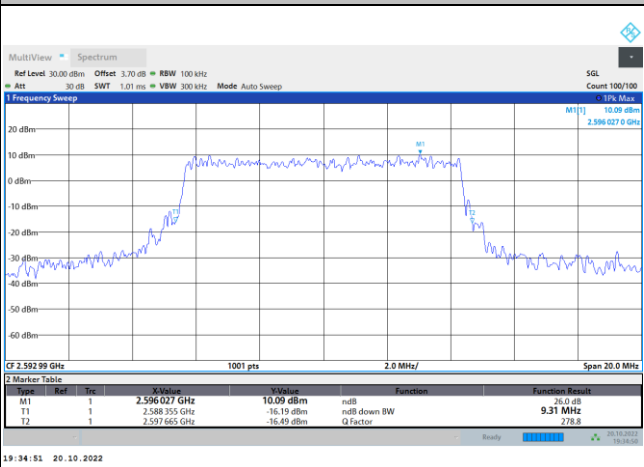 MultiView Spectrum
Ref Level 30.00 dBm Offset 3.70 dB RBW 100 kHz SGL
Att 30 dB SWT 1.01 ms VBW 300 kHz Mode Auto Sweep Count 100/100
1 Frequency Sweep 1Pk Max
M1[1] 10.09 dBm
2.596 027 0 GHz
20 dBm
M1
10 dBm
0 dBm
-10 dBm
T1 T2
-20 dBm
-30 dBm
-40 dBm
-50 dBm
-60 dBm
CF 2.592 99 GHz 1001 pts 2.0 MHz/ Span 20.0 MHz
2 Marker Table
Type Ref Trc X-Value Y-Value Function Function Result
M1 1 2.596 027 GHz 10.09 dBm ndB 26.0 dB
T1 1 2.588 355 GHz -16.19 dBm ndB down BW 9.31 MHz
T2 1 2.597 665 GHz -16.49 dBm Q Factor 278.8
Ready 20.10.2022
19:34:50
19:34:51 20.10.2022